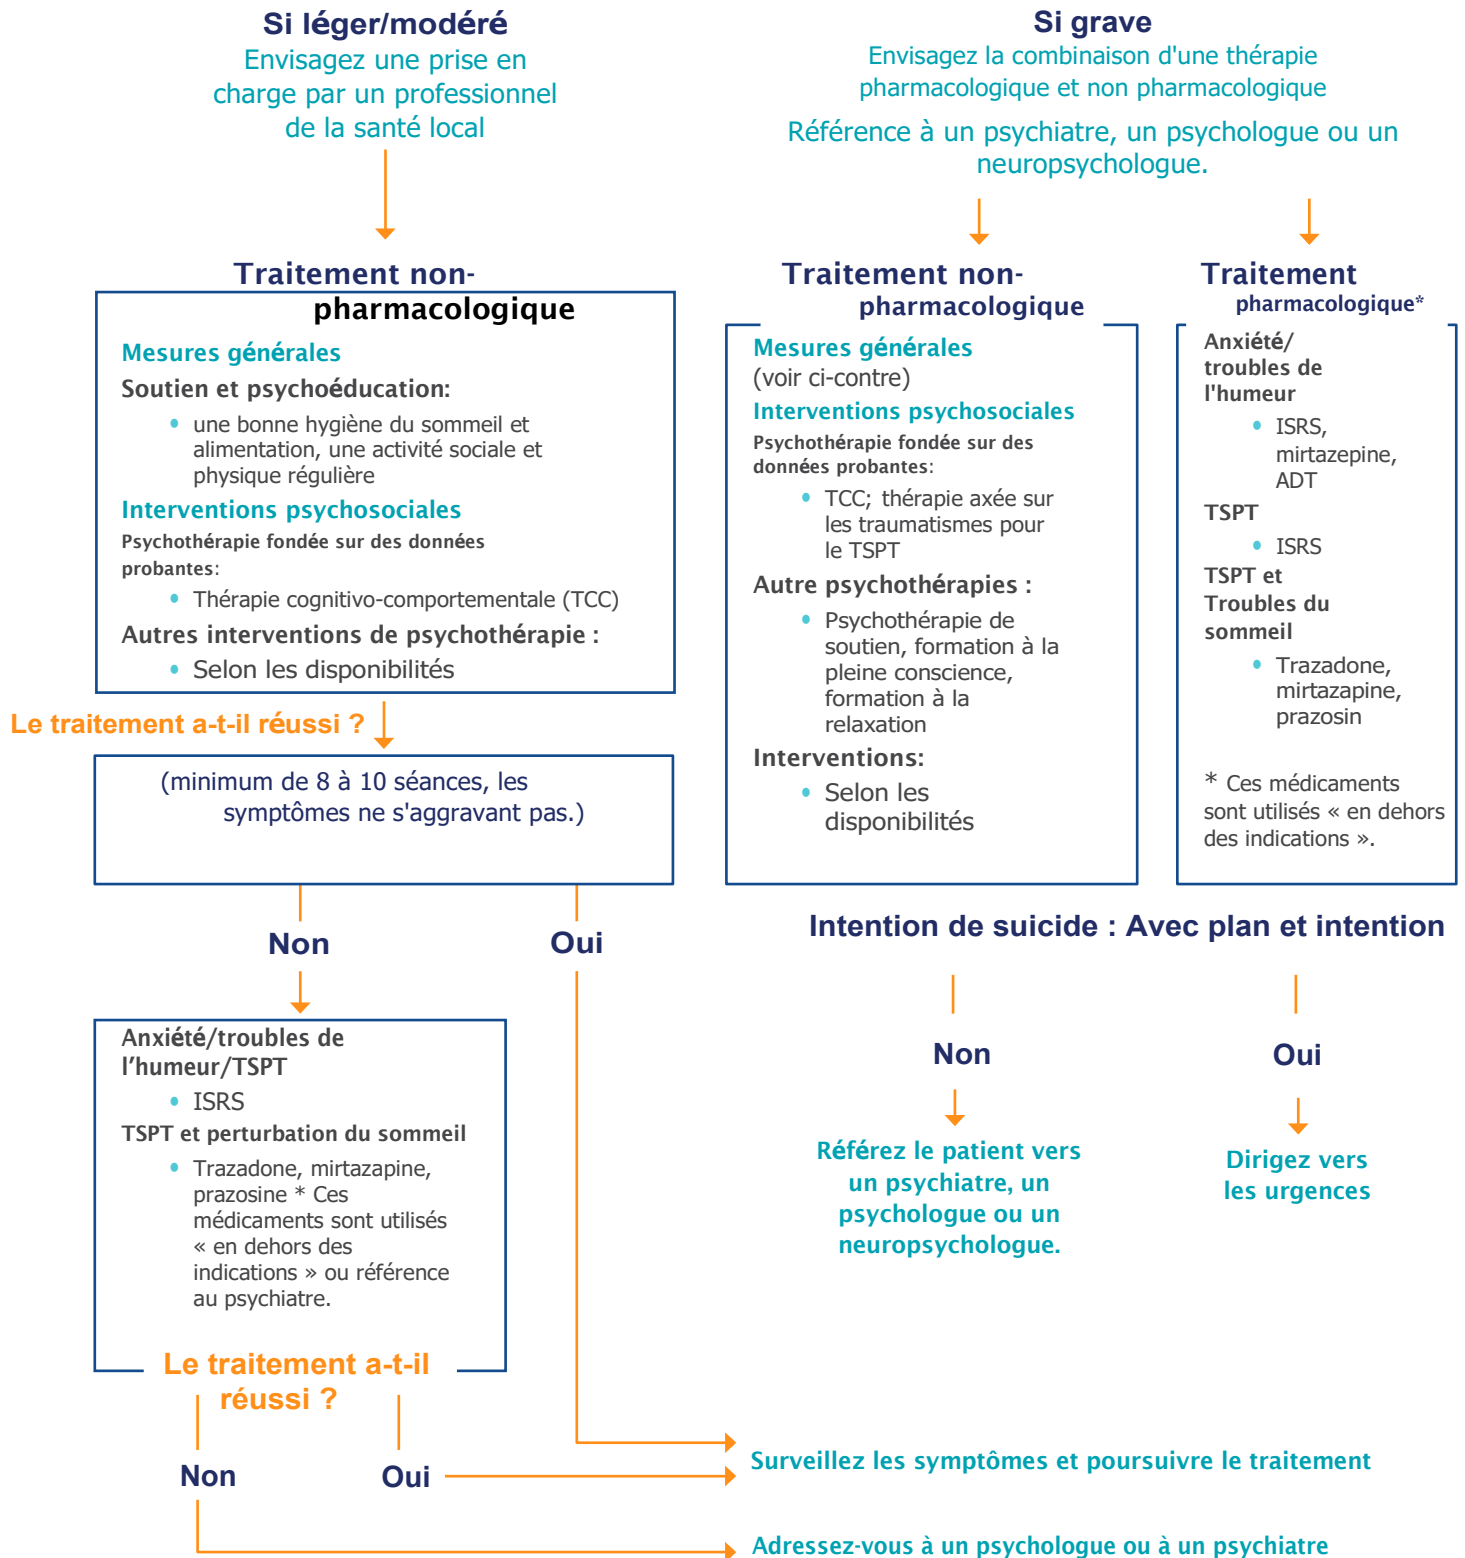 Si léger/modéré
Envisagez une prise en
charge par un professionnel
de la santé local
Traitement non-
pharmacologique
Mesures générales
Soutien et psychoéducation:
• une bonne hygiène du sommeil et
alimentation, une activité sociale et
physique régulière
Interventions psychosociales
Psychothérapie fondée sur des données
probantes:
• Thérapie cognitivo-comportementale (TCC)
Autres interventions de psychothérapie :
• Selon les disponibilités
Le traitement a-t-il réussi ?
(minimum de 8 à 10 séances, les
symptômes ne s'aggravant pas.)
Non
Oui
Anxiété/troubles de
l’humeur/TSPT
• ISRS
TSPT et perturbation du sommeil
• Trazadone, mirtazapine,
prazosine * Ces
médicaments sont utilisés
« en dehors des
indications » ou référence
au psychiatre.
Le traitement a-t-il
réussi ?
Non
Oui
Si grave
Envisagez la combinaison d'une thérapie
pharmacologique et non pharmacologique
Référence à un psychiatre, un psychologue ou un
neuropsychologue.
Traitement non-
pharmacologique
Mesures générales
(voir ci-contre)
Interventions psychosociales
Psychothérapie fondée sur des
données probantes:
• TCC; thérapie axée sur
les traumatismes pour
le TSPT
Autre psychothérapies :
• Psychothérapie de
soutien, formation à la
pleine conscience,
formation à la
relaxation
Interventions:
• Selon les
disponibilités
Traitement
pharmacologique*
Anxiété/
troubles de
l'humeur
• ISRS,
mirtazepine,
ADT
TSPT
• ISRS
TSPT et
Troubles du
sommeil
• Trazadone,
mirtazapine,
prazosin
* Ces médicaments
sont utilisés « en dehors
des indications ».
Intention de suicide : Avec plan et intention
Non
Oui
Référez le patient vers
un psychiatre, un
psychologue ou un
neuropsychologue.
Dirigez vers
les urgences
Surveillez les symptômes et poursuivre le traitement
Adressez-vous à un psychologue ou à un psychiatre